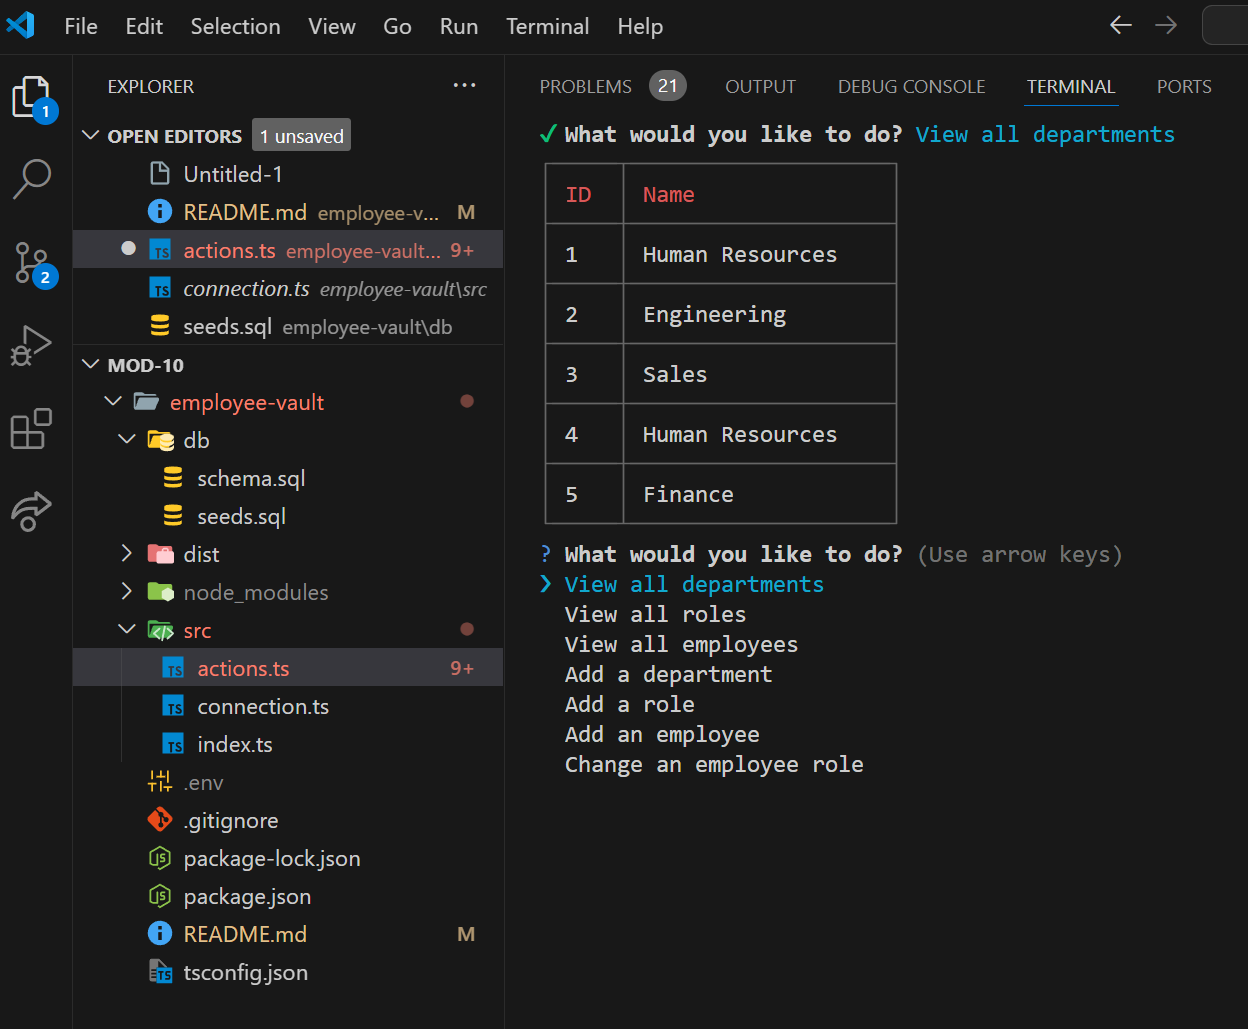 File Edit Selection View Go Run Terminal Help
EXPLORER
1
OPEN EDITORS 1 unsaved
Untitled-1
README.md employee-v... M
actions.ts employee-vault... 9+
connection.ts employee-vault\src
2
seeds.sql employee-vault\db
MOD-10
employee-vault
db
schema.sql
seeds.sql
dist
node_modules
src
actions.ts 9+
connection.ts
index.ts
.env
.gitignore
package-lock.json
package.json
README.md M
tsconfig.json
PROBLEMS 21 OUTPUT DEBUG CONSOLE TERMINAL PORTS
✓ What would you like to do? View all departments
ID Name
1 Human Resources
2 Engineering
3 Sales
4 Human Resources
5 Finance
? What would you like to do? (Use arrow keys)
❯ View all departments
View all roles
View all employees
Add a department
Add a role
Add an employee
Change an employee role